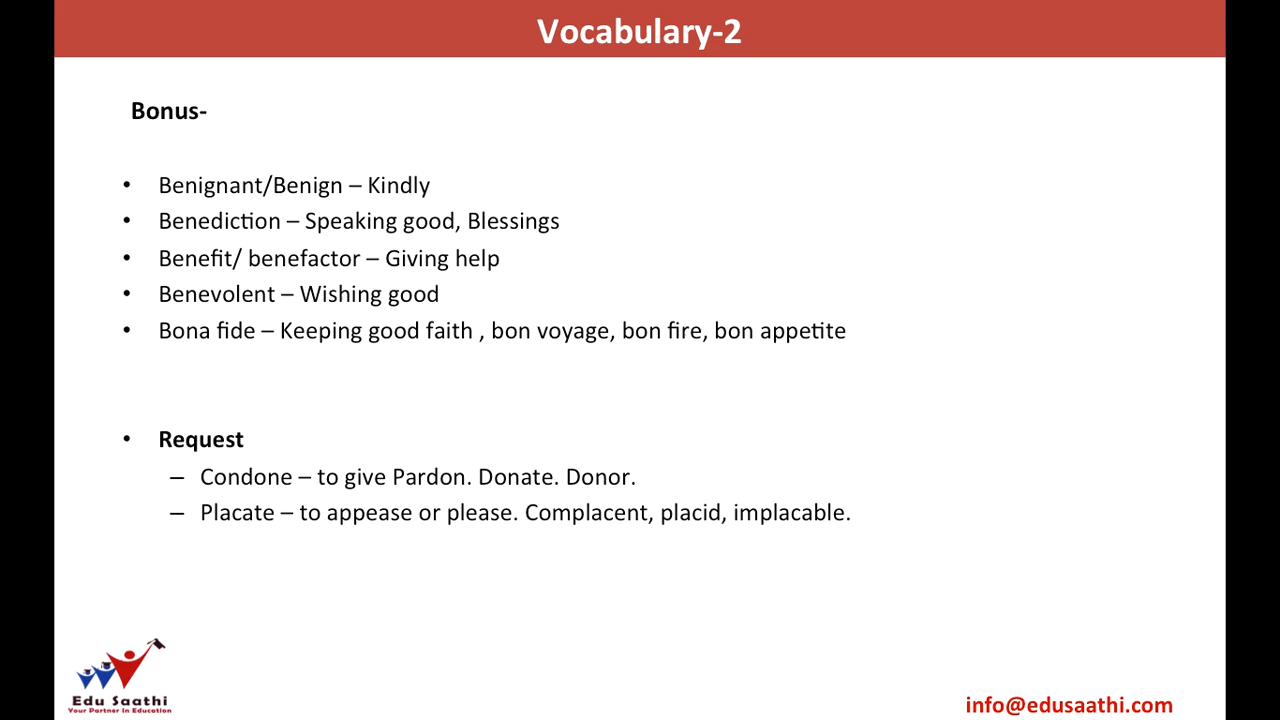 Vocabulary-2
Bonus-
• Benignant/Benign – Kindly
• Benediction – Speaking good, Blessings
• Benefit/ benefactor – Giving help
• Benevolent – Wishing good
• Bona fide – Keeping good faith , bon voyage, bon fire, bon appetite
• Request
– Condone – to give Pardon. Donate. Donor.
– Placate – to appease or please. Complacent, placid, implacable.
Edu Saathi
Your Partner In Education
info@edusaathi.com